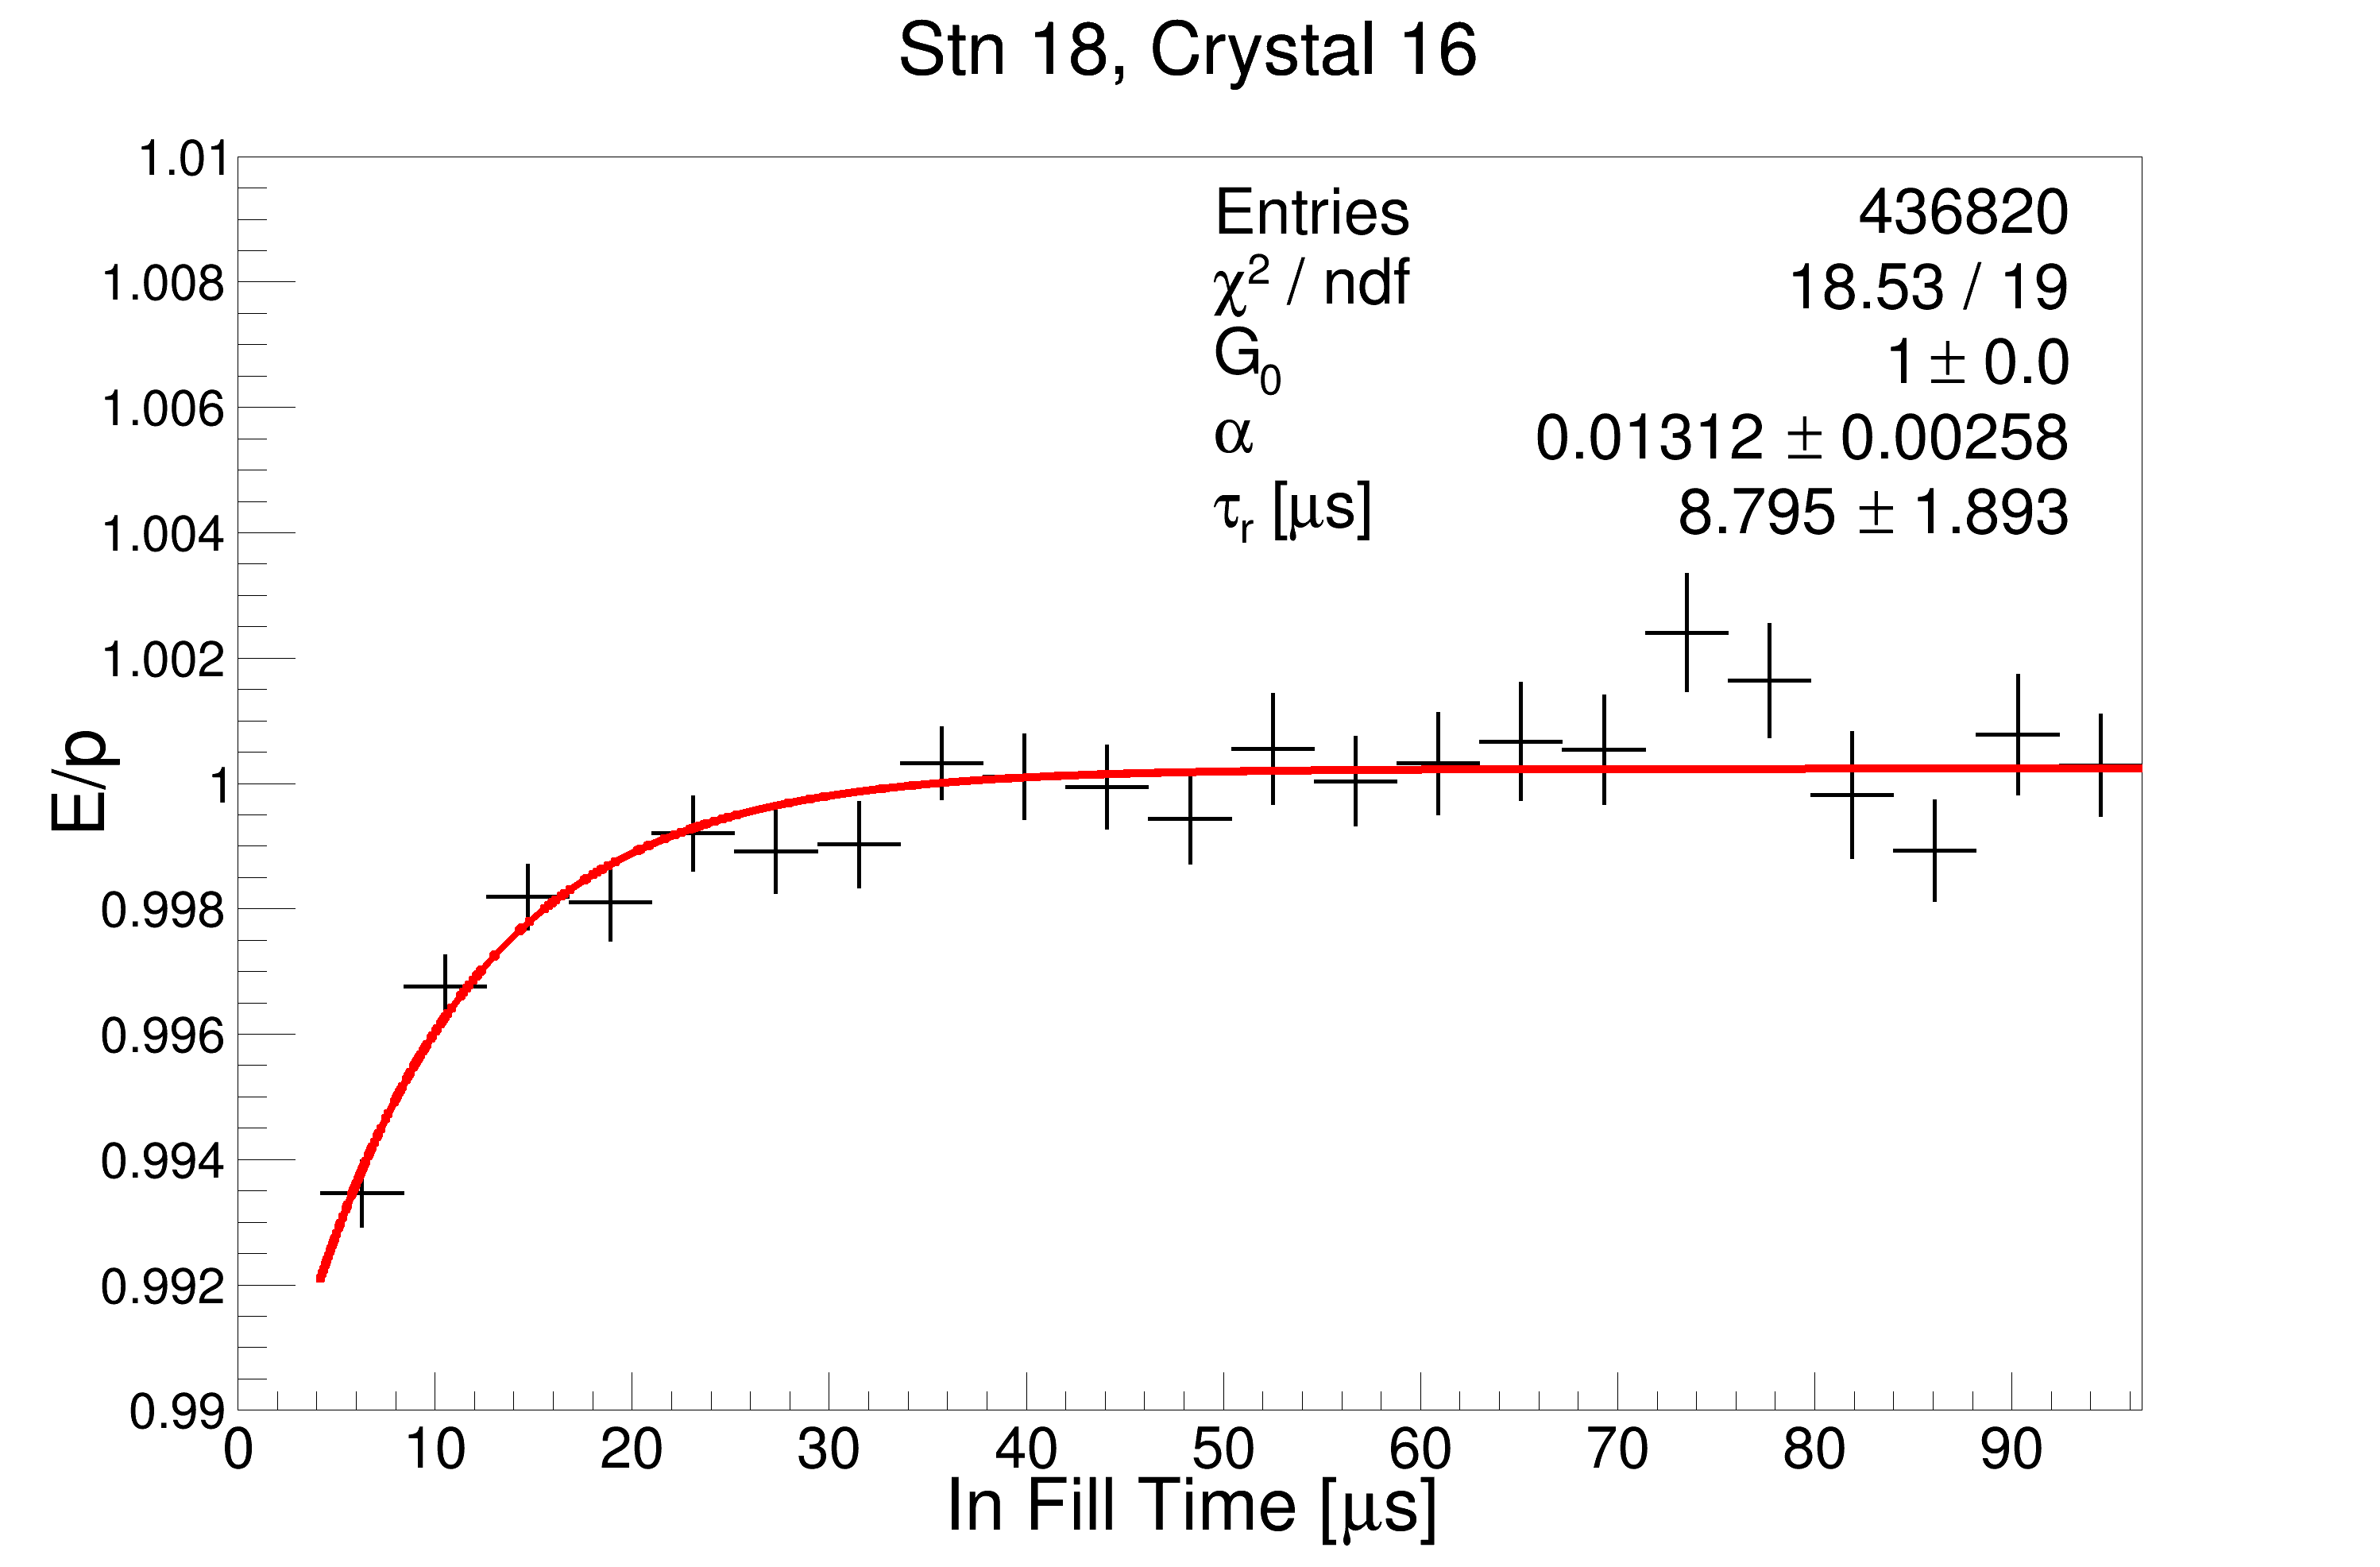 Stn 18, Crystal 16
Entries 436820
χ² / ndf 18.53 / 19
G₀ 1 ± 0.0
α 0.01312 ± 0.00258
τᵣ [μs] 8.795 ± 1.893
1.01
1.008
1.006
1.004
1.002
1
0.998
0.996
0.994
0.992
0.99
E/p
0 10 20 30 40 50 60 70 80 90
In Fill Time [μs]